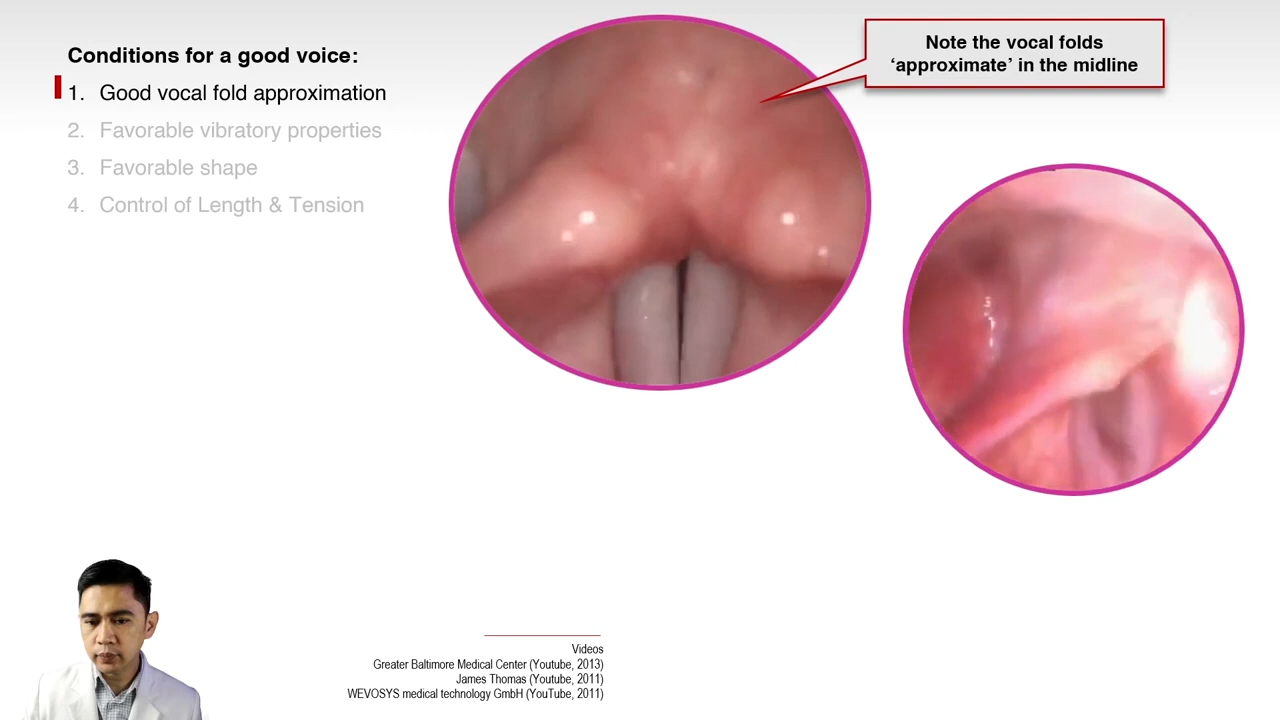 Conditions for a good voice:
1. Good vocal fold approximation
2. Favorable vibratory properties
3. Favorable shape
4. Control of Length & Tension
Note the vocal folds
‘approximate’ in the midline
Videos
Greater Baltimore Medical Center (Youtube, 2013)
James Thomas (Youtube, 2011)
WEVOSYS medical technology GmbH (YouTube, 2011)